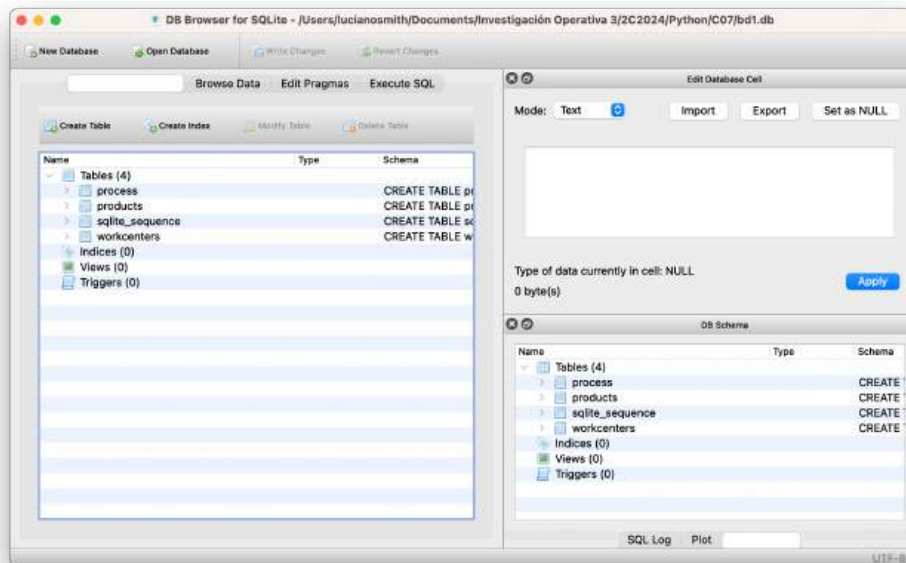 DB Browser for SQLite - /Users/lucianosmith/Documents/Investigación Operativa 3/2C2024/Python/C07/bd1.db
New Database Open Database Write Changes Revert Changes
Browse Data Edit Pragmas Execute SQL
Create Table Create Index Modify Table Delete Table
Name Type Schema
Tables (4)
process CREATE TABLE pr
products CREATE TABLE pr
sqlite_sequence CREATE TABLE sq
workcenters CREATE TABLE w
Indices (0)
Views (0)
Triggers (0)
Edit Database Cell
Mode: Text Import Export Set as NULL
Type of data currently in cell: NULL
0 byte(s)
Apply
DB Schema
Name Type Schema
Tables (4)
process CREATE
products CREATE
sqlite_sequence CREATE
workcenters CREATE
Indices (0)
Views (0)
Triggers (0)
SQL Log Plot
UTF-8